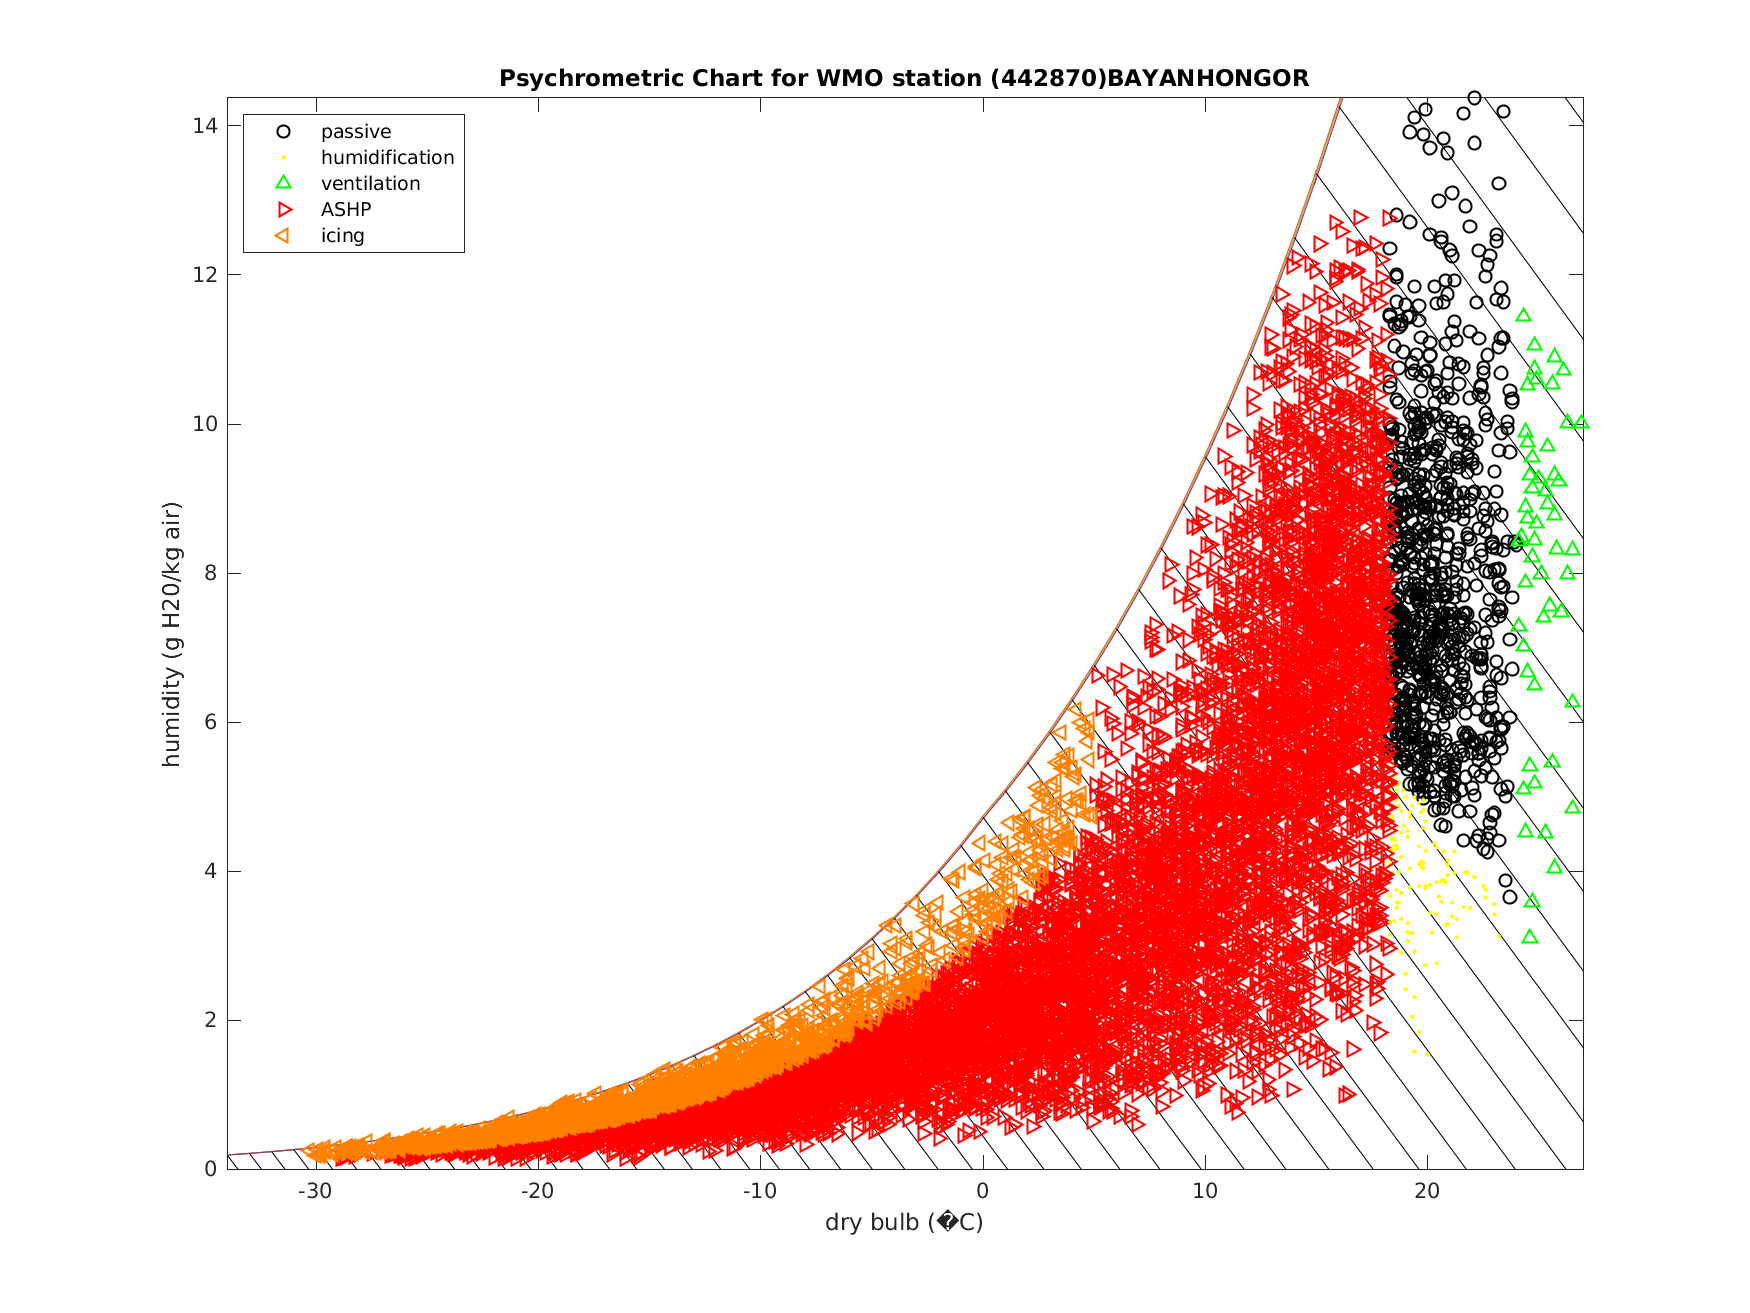 Psychrometric Chart for WMO station (442870)BAYANHONGOR
passive
humidification
ventilation
ASHP
icing
14
12
10
8
6
4
2
0
humidity (g H20/kg air)
-30 -20 -10 0 10 20
dry bulb (�C)